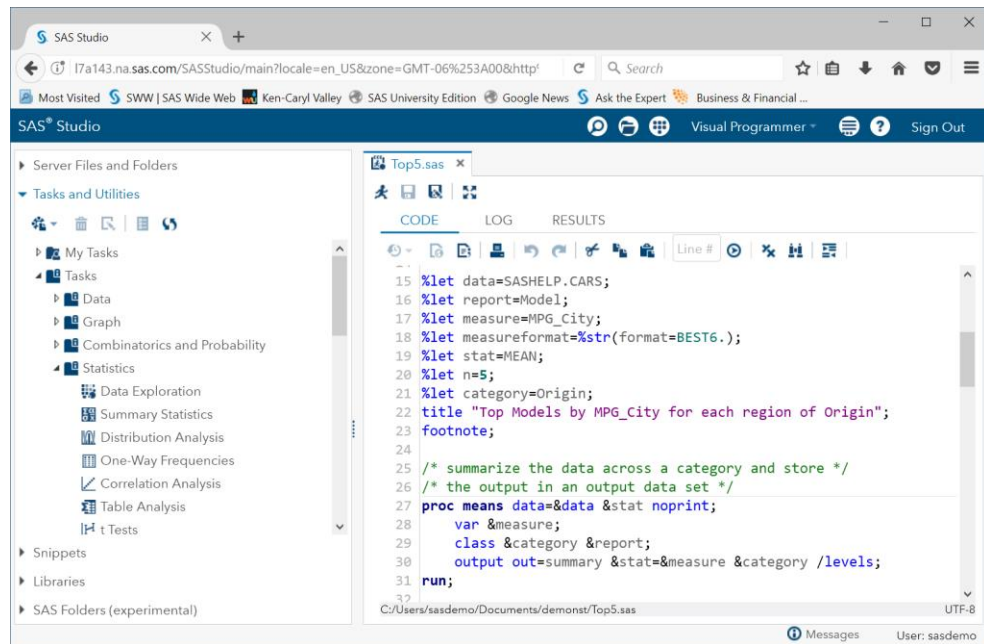 SAS Studio
l7a143.na.sas.com/SASStudio/main?locale=en_US&zone=GMT-06%253A00&http
Search
Most Visited SWW | SAS Wide Web Ken-Caryl Valley SAS University Edition Google News Ask the Expert Business & Financial ...
SAS® Studio
Visual Programmer
Sign Out
Server Files and Folders
Tasks and Utilities
My Tasks
Tasks
Data
Graph
Combinatorics and Probability
Statistics
Data Exploration
Summary Statistics
Distribution Analysis
One-Way Frequencies
Correlation Analysis
Table Analysis
t Tests
Snippets
Libraries
SAS Folders (experimental)
Top5.sas
CODE LOG RESULTS
Line #
15 %let data=SASHELP.CARS;
16 %let report=Model;
17 %let measure=MPG_City;
18 %let measureformat=%str(format=BEST6.);
19 %let stat=MEAN;
20 %let n=5;
21 %let category=Origin;
22 title "Top Models by MPG_City for each region of Origin";
23 footnote;
24
25 /* summarize the data across a category and store */
26 /* the output in an output data set */
27 proc means data=&data &stat noprint;
28 var &measure;
29 class &category &report;
30 output out=summary &stat=&measure &category /levels;
31 run;
32
C:/Users/sasdemo/Documents/demonst/Top5.sas
UTF-8
Messages
User: sasdemo